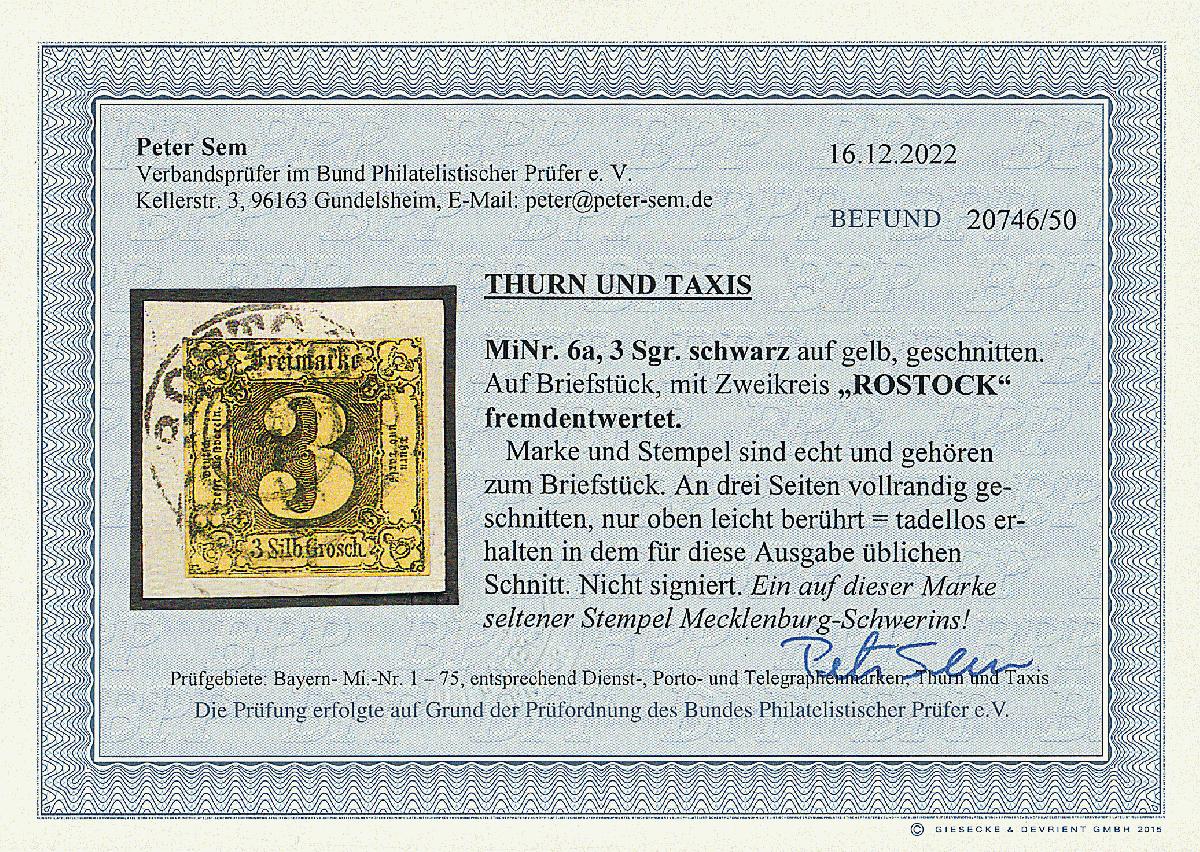 Peter Sem
Verbandsprüfer im Bund Philatelistischer Prüfer e. V.
Kellerstr. 3, 96163 Gundelsheim, E-Mail: peter@peter-sem.de
16.12.2022
BEFUND 20746/50
THURN UND TAXIS
MiNr. 6a, 3 Sgr. schwarz auf gelb, geschnitten.
Auf Briefstück, mit Zweikreis „ROSTOCK“
fremdentwertet.
Marke und Stempel sind echt und gehören
zum Briefstück. An drei Seiten vollrandig ge-
schnitten, nur oben leicht berührt = tadellos er-
halten in dem für diese Ausgabe üblichen
Schnitt. Nicht signiert. Ein auf dieser Marke
seltener Stempel Mecklenburg-Schwerins!
Freimarke
3
3 Silb Grosch.
Peter Sem
Prüfgebiete: Bayern- Mi.-Nr. 1 – 75, entsprechend Dienst-, Porto- und Telegraphenmarken; Thurn und Taxis
Die Prüfung erfolgte auf Grund der Prüfordnung des Bundes Philatelistischer Prüfer e.V.
© GIESECKE & DEVRIENT GMBH 2015